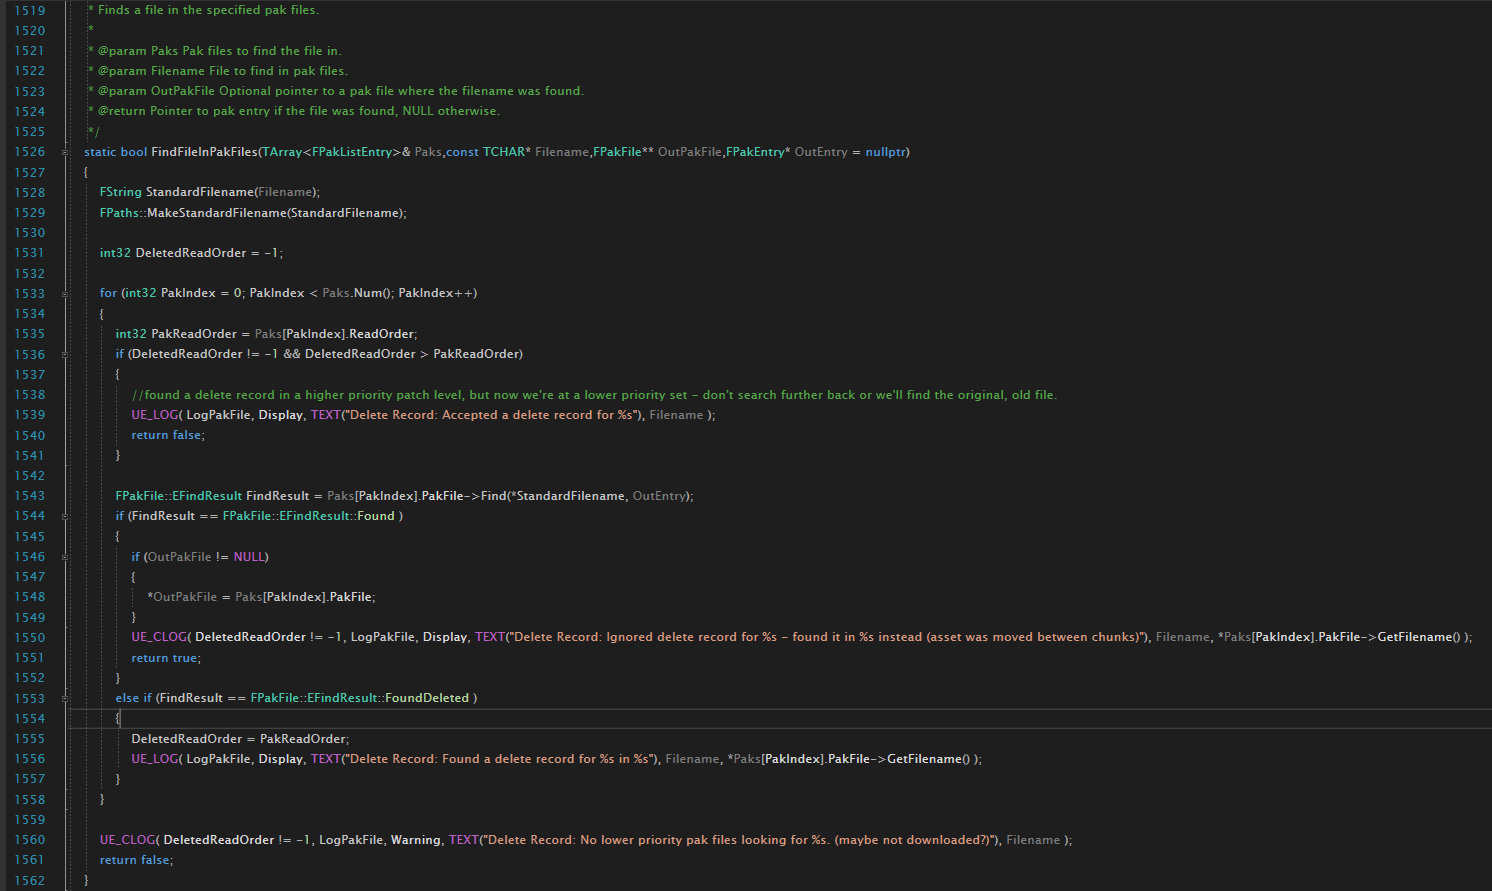 1519 * Finds a file in the specified pak files.
1520 *
1521 * @param Paks Pak files to find the file in.
1522 * @param Filename File to find in pak files.
1523 * @param OutPakFile Optional pointer to a pak file where the filename was found.
1524 * @return Pointer to pak entry if the file was found, NULL otherwise.
1525 */
1526 static bool FindFileInPakFiles(TArray<FPakListEntry>& Paks,const TCHAR* Filename,FPakFile** OutPakFile,FPakEntry* OutEntry = nullptr)
1527 {
1528 FString StandardFilename(Filename);
1529 FPaths::MakeStandardFilename(StandardFilename);
1530
1531 int32 DeletedReadOrder = -1;
1532
1533 for (int32 PakIndex = 0; PakIndex < Paks.Num(); PakIndex++)
1534 {
1535 int32 PakReadOrder = Paks[PakIndex].ReadOrder;
1536 if (DeletedReadOrder != -1 && DeletedReadOrder > PakReadOrder)
1537 {
1538 //found a delete record in a higher priority patch level, but now we're at a lower priority set - don't search further back or we'll find the original, old file.
1539 UE_LOG( LogPakFile, Display, TEXT("Delete Record: Accepted a delete record for %s"), Filename );
1540 return false;
1541 }
1542
1543 FPakFile::EFindResult FindResult = Paks[PakIndex].PakFile->Find(*StandardFilename, OutEntry);
1544 if (FindResult == FPakFile::EFindResult::Found )
1545 {
1546 if (OutPakFile != NULL)
1547 {
1548 *OutPakFile = Paks[PakIndex].PakFile;
1549 }
1550 UE_CLOG( DeletedReadOrder != -1, LogPakFile, Display, TEXT("Delete Record: Ignored delete record for %s - found it in %s instead (asset was moved between chunks)"), Filename, *Paks[PakIndex].PakFile->GetFilename() );
1551 return true;
1552 }
1553 else if (FindResult == FPakFile::EFindResult::FoundDeleted )
1554 {
1555 DeletedReadOrder = PakReadOrder;
1556 UE_LOG( LogPakFile, Display, TEXT("Delete Record: Found a delete record for %s in %s"), Filename, *Paks[PakIndex].PakFile->GetFilename() );
1557 }
1558 }
1559
1560 UE_CLOG( DeletedReadOrder != -1, LogPakFile, Warning, TEXT("Delete Record: No lower priority pak files looking for %s. (maybe not downloaded?)"), Filename );
1561 return false;
1562 }